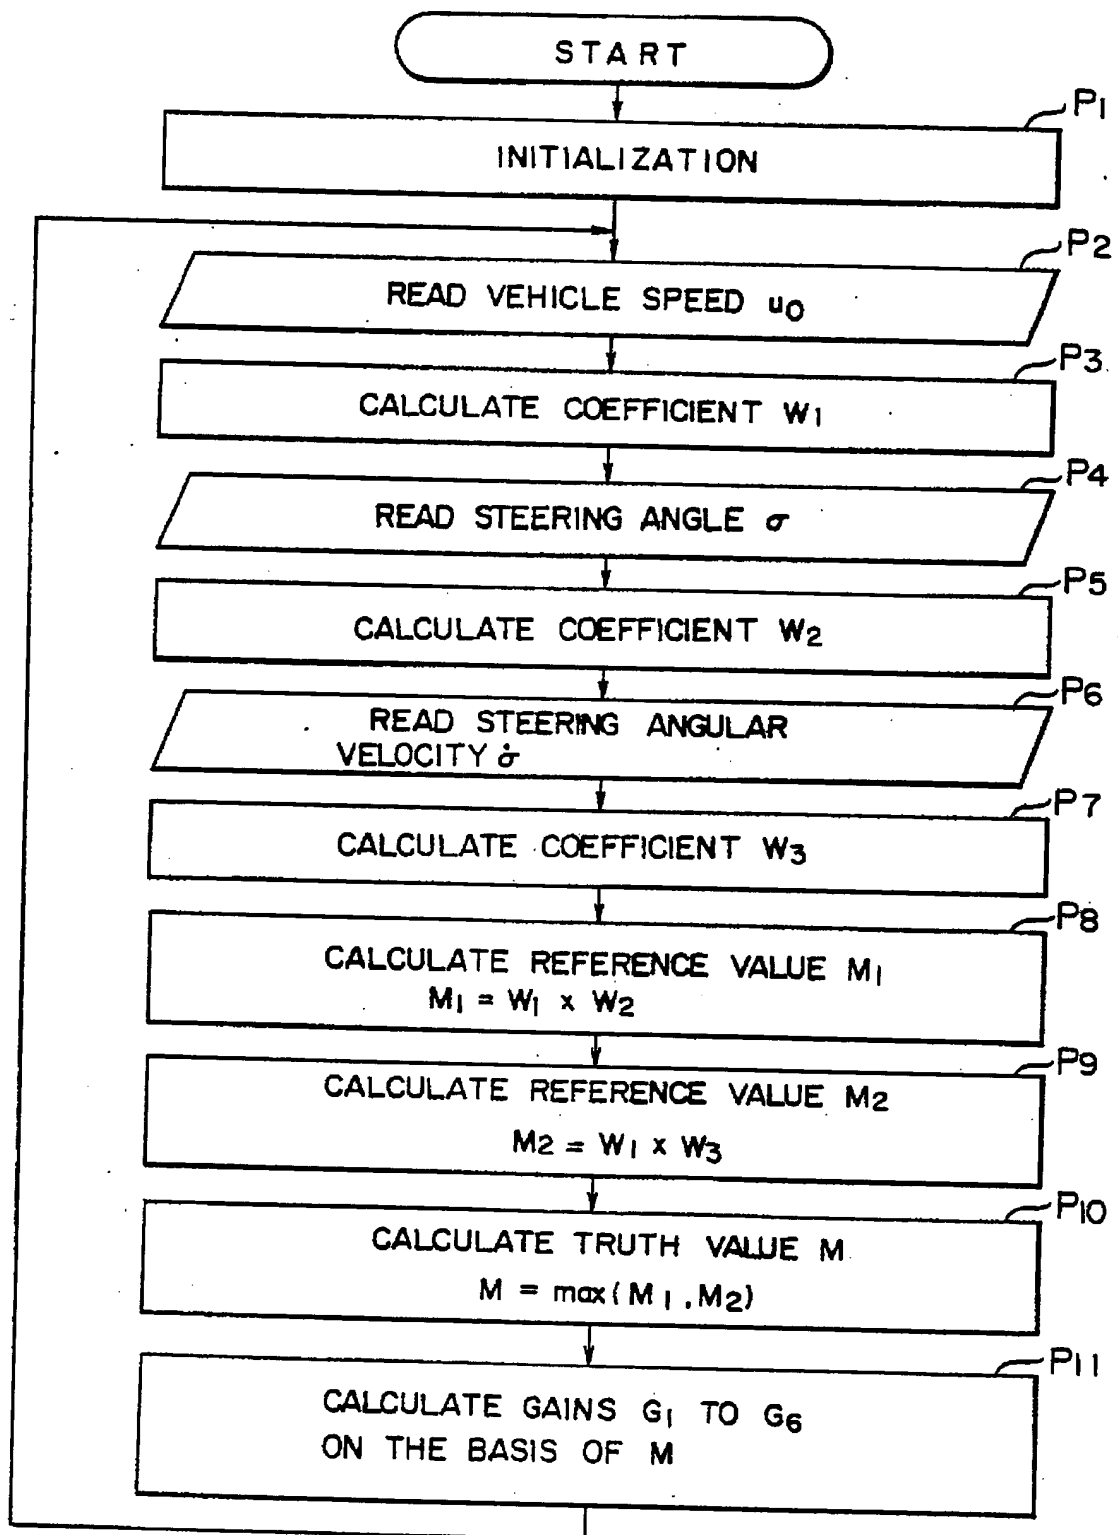 START
P1
INITIALIZATION
P2
READ VEHICLE SPEED u0
P3
CALCULATE COEFFICIENT W1
P4
READ STEERING ANGLE σ
P5
CALCULATE COEFFICIENT W2
P6
READ STEERING ANGULAR
VELOCITY σ̇
P7
CALCULATE COEFFICIENT W3
P8
CALCULATE REFERENCE VALUE M1
M1 = W1 x W2
P9
CALCULATE REFERENCE VALUE M2
M2 = W1 x W3
P10
CALCULATE TRUTH VALUE M
M = max(M1, M2)
P11
CALCULATE GAINS G1 TO G6
ON THE BASIS OF M